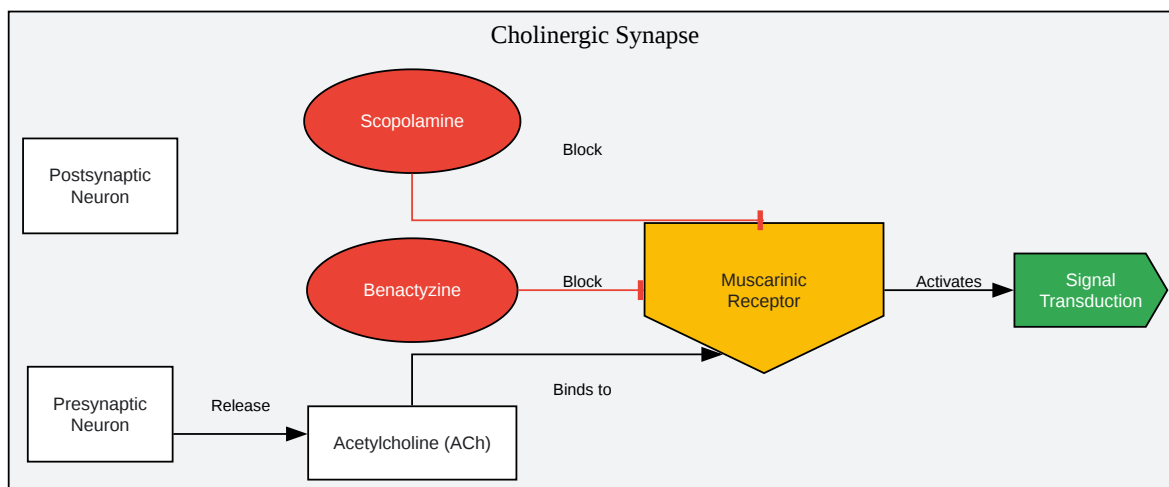 Cholinergic Synapse
Scopolamine
Block
Postsynaptic
Neuron
Benactyzine
Block
Muscarinic
Receptor
Activates
Signal
Transduction
Presynaptic
Neuron
Release
Acetylcholine (ACh)
Binds to